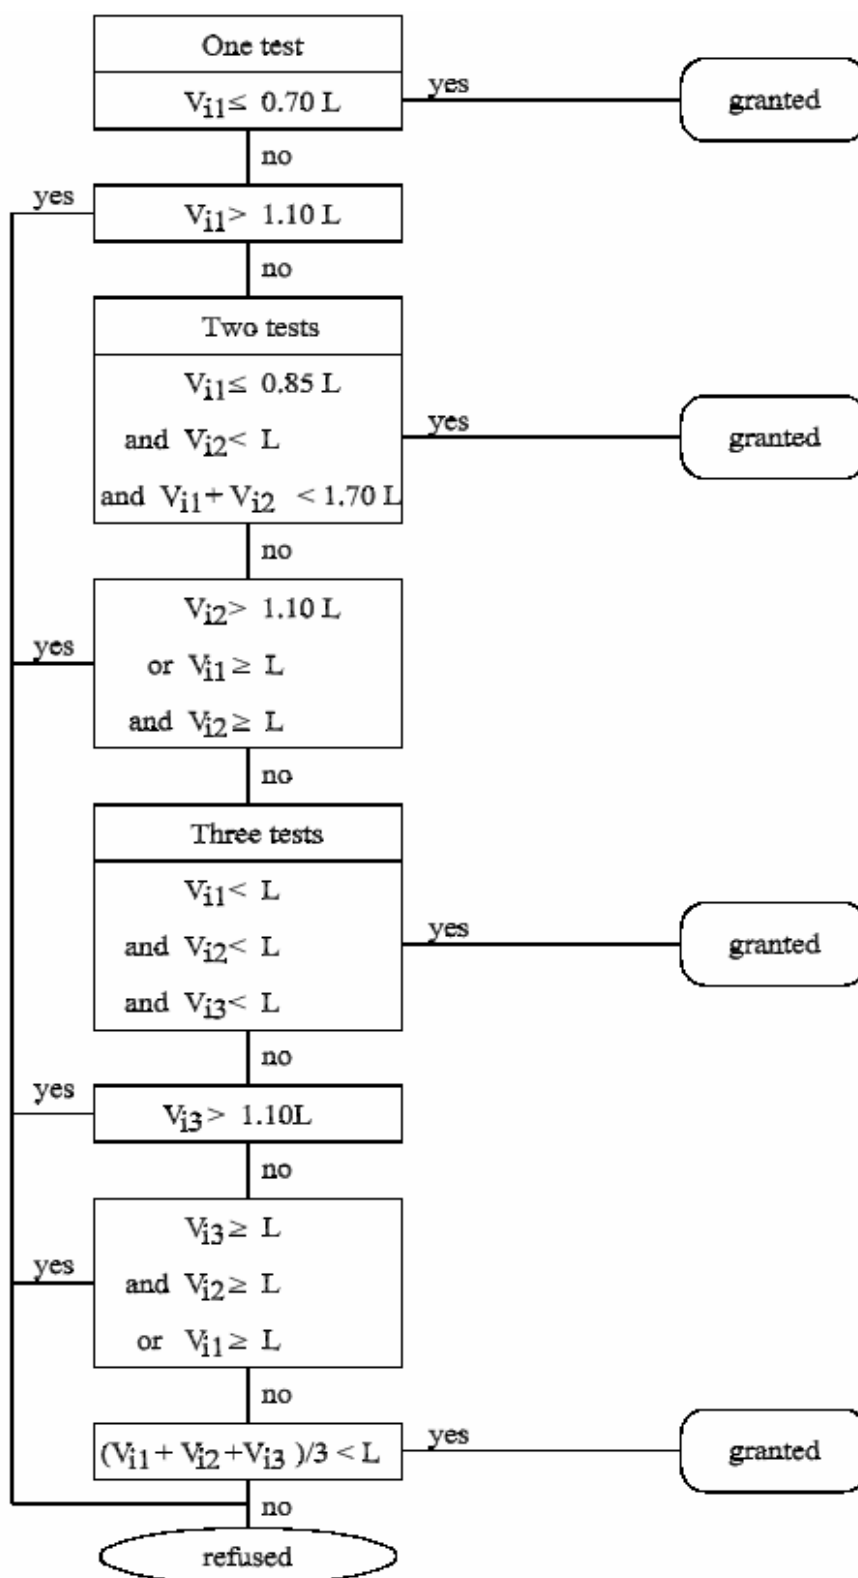 One test
Vi1≤ 0.70 L
yes
granted
no
yes
Vi1> 1.10 L
no
Two tests
Vi1≤ 0.85 L
and Vi2< L
and Vi1+ Vi2 < 1.70 L
yes
granted
no
Vi2> 1.10 L
yes
or Vi1≥ L
and Vi2≥ L
no
Three tests
Vi1< L
and Vi2< L
and Vi3< L
yes
granted
no
yes
Vi3> 1.10L
no
Vi3≥ L
yes
and Vi2≥ L
or Vi1≥ L
no
(Vi1+ Vi2 +Vi3 )/3 < L
yes
granted
no
refused